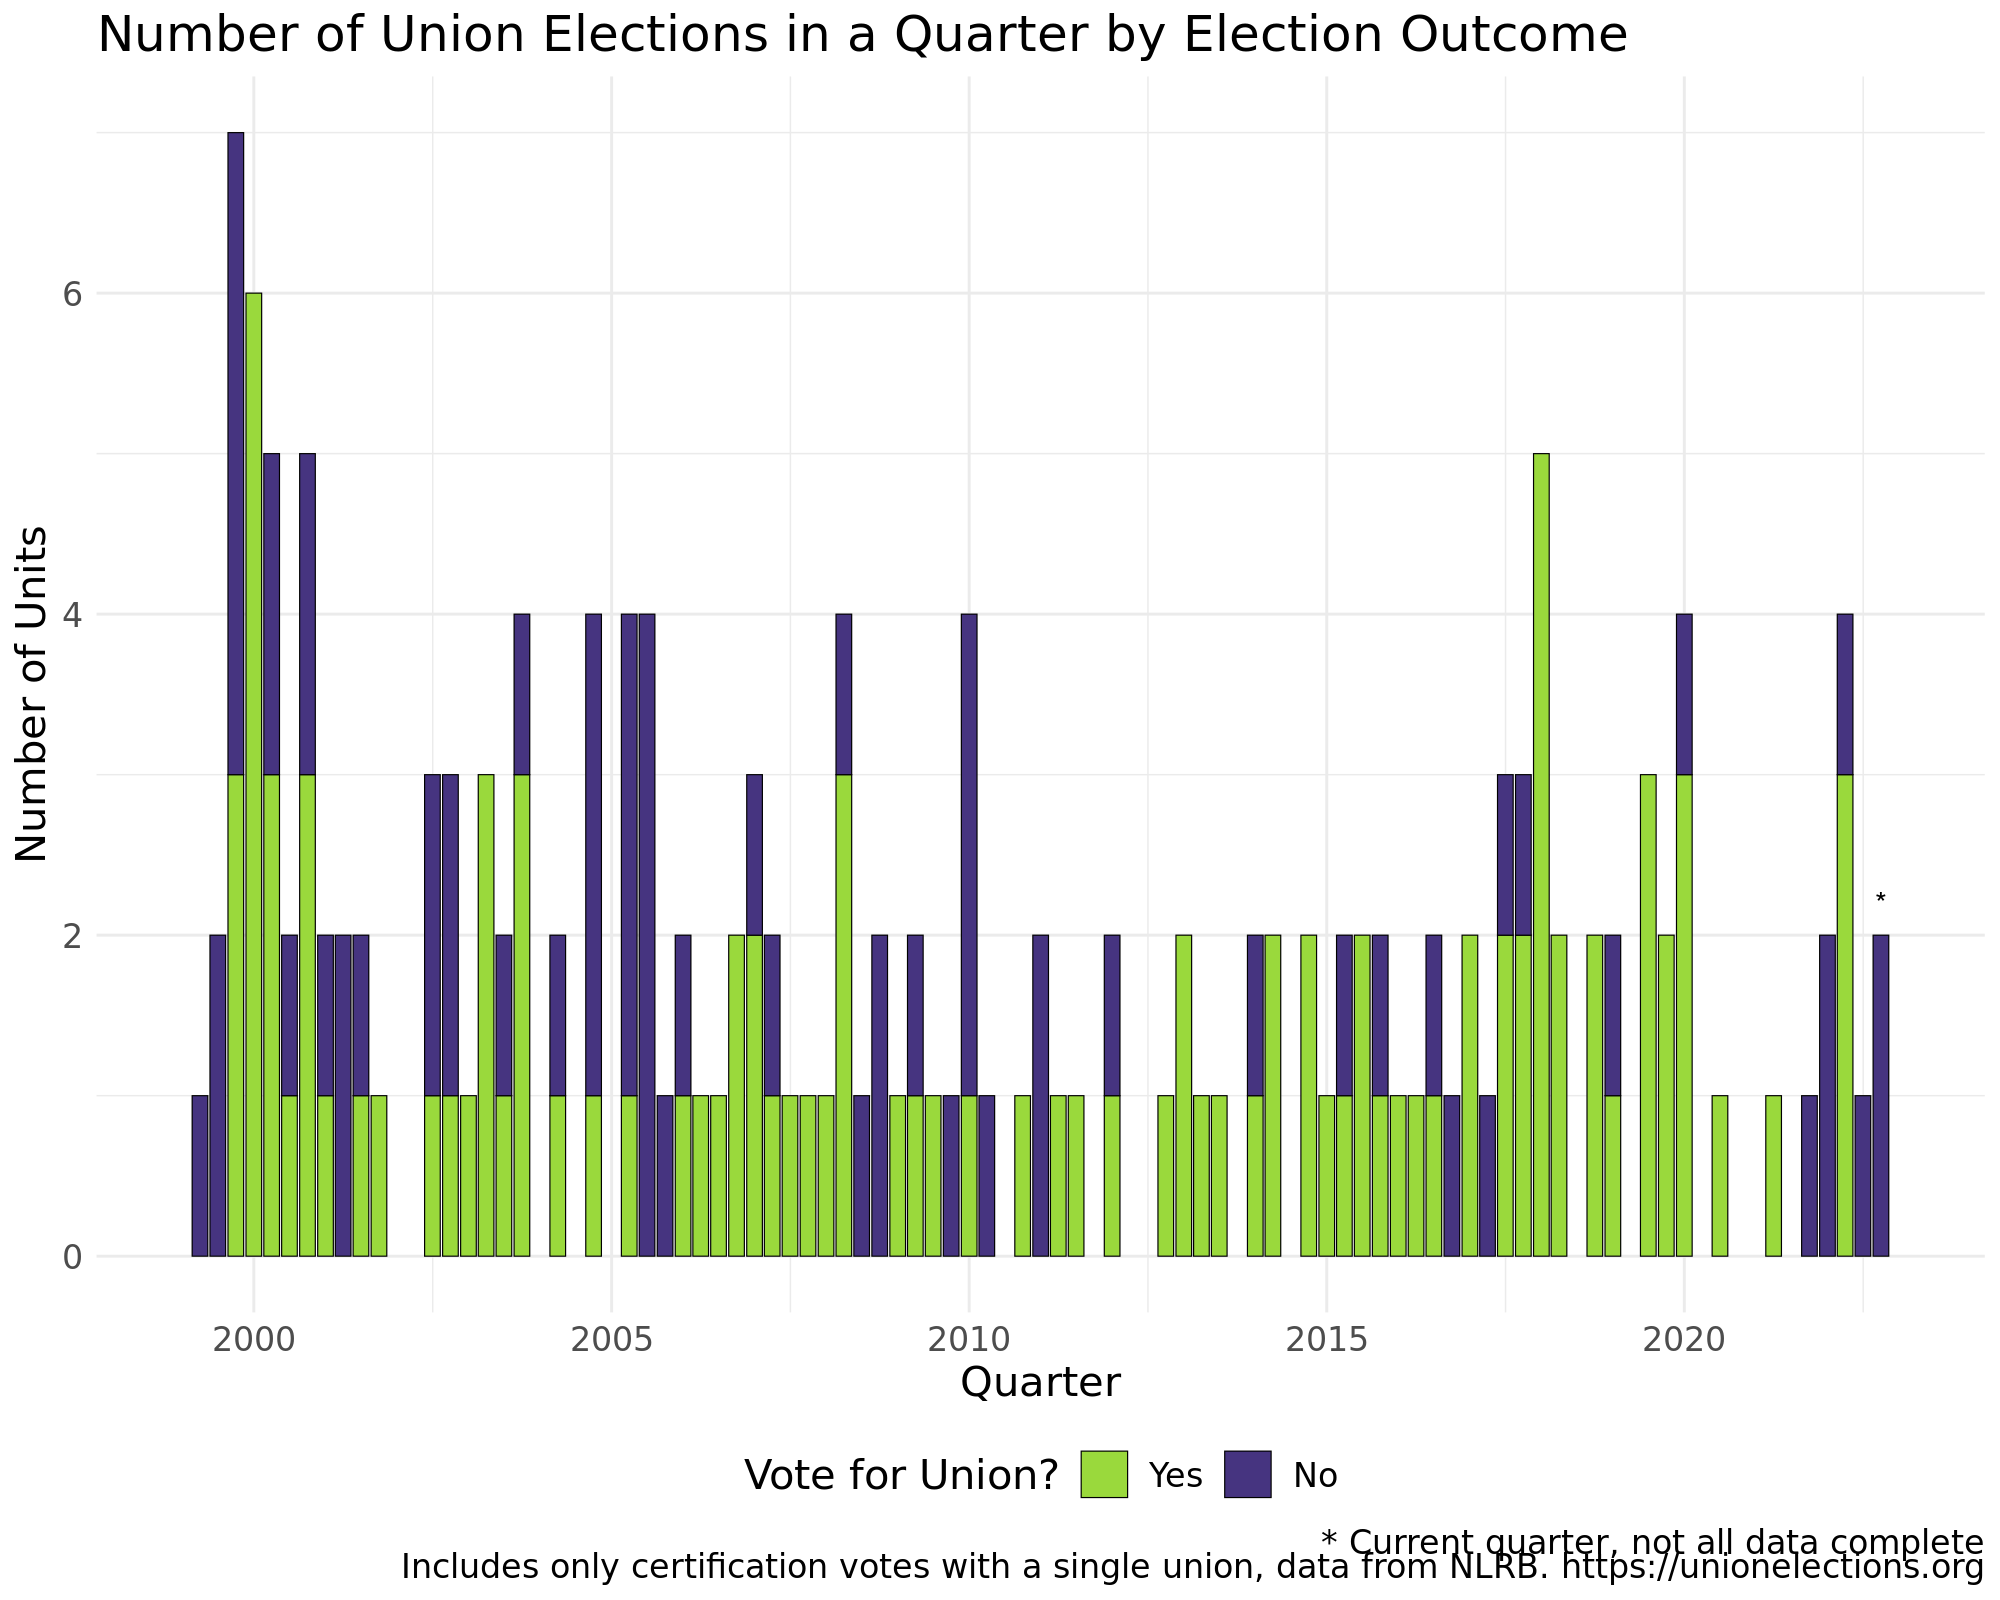 Number of Union Elections in a Quarter by Election Outcome
Number of Units
6
4
2
0
*
2000 2005 2010 2015 2020
Quarter
Vote for Union? Yes No
* Current quarter, not all data complete
Includes only certification votes with a single union, data from NLRB. https://unionelections.org